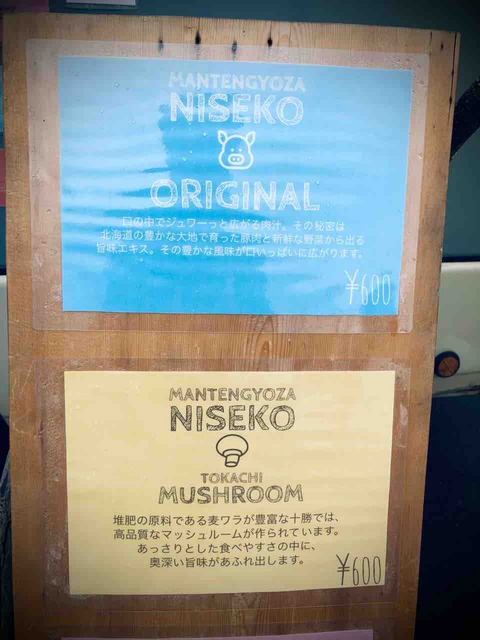 MANTENGYOZA
NISEKO
ORIGINAL
口の中でジュワーっと広がる肉汁。その秘密は
北海道の豊かな大地で育った豚肉と新鮮な野菜から出る
旨味エキス。その豊かな風味が口いっぱいに広がります。
¥600
MANTENGYOZA
NISEKO
TOKACHI
MUSHROOM
堆肥の原料である麦ワラが豊富な十勝では、
高品質なマッシュルームが作られています。
あっさりとした食べやすさの中に、
奥深い旨味があふれ出します。
¥600